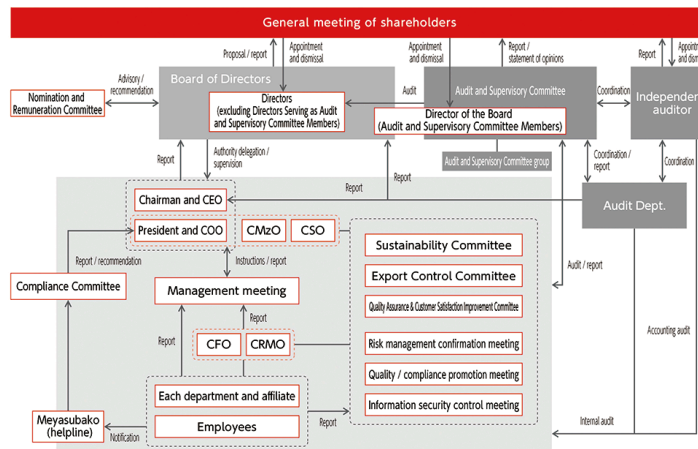 General meeting of shareholders
Proposal / report
Appointment
and dismissal
Appointment
and dismissal
Report /
statement of opinions
Report
Appointment
and dismissal
Board of Directors
Audit and Supervisory Committee
Advisory /
recommendation
Nomination and
Remuneration Committee
Directors
(excluding Directors Serving as Audit
and Supervisory Committee Members)
Audit
Director of the Board
(Audit and Supervisory Committee Members)
Coordination
Independent
auditor
Report
Authority delegation /
supervision
Audit and Supervisory Committee group
Coordination /
report
Coordination
Report
Report
Audit Dept.
Chairman and CEO
President and COO
CMzO
CSO
Report / recommendation
Instructions / report
Sustainability Committee
Export Control Committee
Quality Assurance & Customer Satisfaction Improvement Committee
Audit / report
Compliance Committee
Management meeting
Report
Report
CFO
CRMO
Risk management confirmation meeting
Quality / compliance promotion meeting
Information security control meeting
Accounting audit
Each department and affiliate
Employees
Report
Meyasubako
(helpline)
Notification
Internal audit